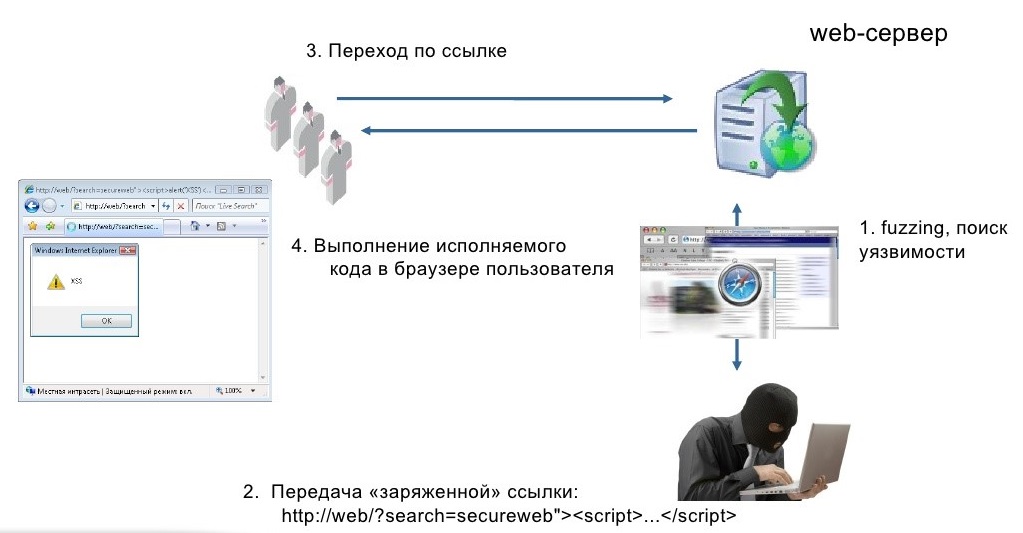 web-сервер
3. Переход по ссылке
1. fuzzing, поиск
уязвимости
4. Выполнение исполняемого
кода в браузере пользователя
http://web/?search=secureweb"><script>alert('XSS')<...
http://web/?search
Поиск "Live Search"
http://web/?search=sec...
Windows Internet Explorer
XSS
OK
Местная интрасеть | Защищенный режим: вкл.
100%
http://
2. Передача «заряженной» ссылки:
http://web/?search=secureweb"><script>...</script>